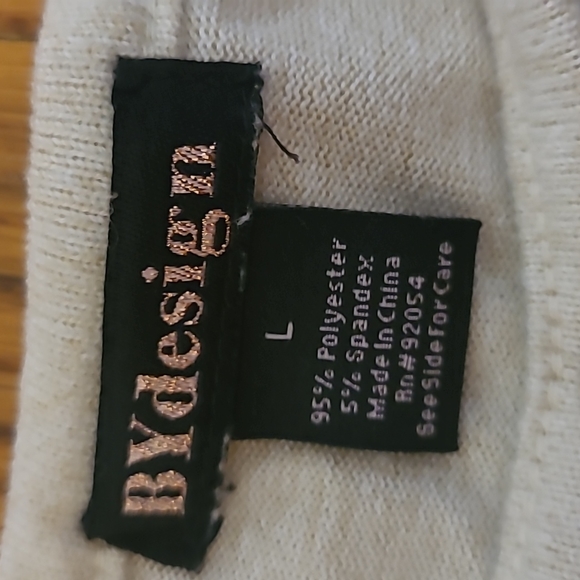 BYdesign
L
95% Polyester
5% Spandex
Made In China
Rn#92054
See Side For Care